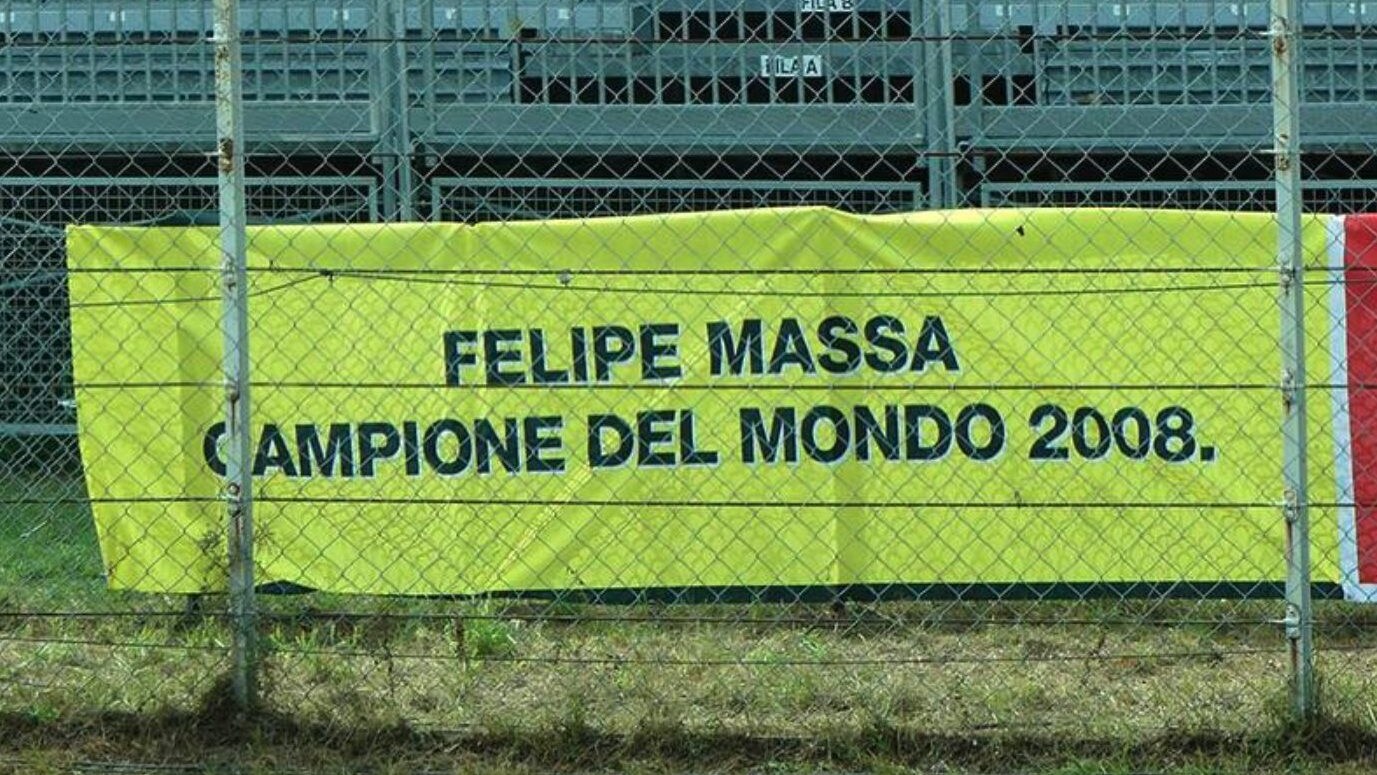 FILA B
FILA A
FELIPE MASSA
CAMPIONE DEL MONDO 2008.